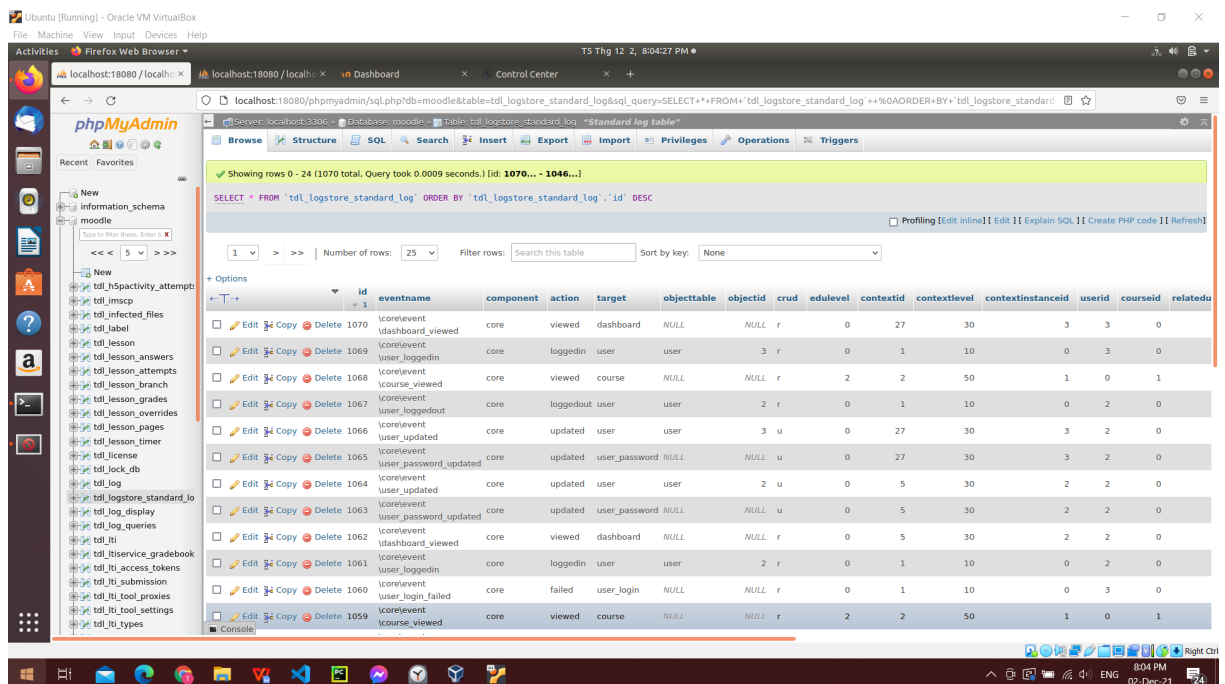 Ubuntu [Running] - Oracle VM VirtualBox
File Machine View Input Devices Help
Activities Firefox Web Browser T5 Thg 12 2, 8:04:27 PM
localhost:18080 / localho × localhost:18080 / localho × Dashboard × Control Center × +
localhost:18080/phpmyadmin/sql.php?db=moodle&table=tdl_logstore_standard_log&sql_query=SELECT+*+FROM+`tdl_logstore_standard_log`++%0AORDER+BY+`tdl_logstore_standard_
phpMyAdmin
Recent Favorites
New
information_schema
moodle
Type to filter these, Enter to X
<< < 5 > >>
New
tdl_h5pactivity_attempts
tdl_imscp
tdl_infected_files
tdl_label
tdl_lesson
tdl_lesson_answers
tdl_lesson_attempts
tdl_lesson_branch
tdl_lesson_grades
tdl_lesson_overrides
tdl_lesson_pages
tdl_lesson_timer
tdl_license
tdl_lock_db
tdl_log
tdl_logstore_standard_lo
tdl_log_display
tdl_log_queries
tdl_lti
tdl_ltiservice_gradebook
tdl_lti_access_tokens
tdl_lti_submission
tdl_lti_tool_proxies
tdl_lti_tool_settings
tdl_lti_types
Server: localhost:3306 » Database: moodle » Table: tdl_logstore_standard_log "Standard log table"
Browse Structure SQL Search Insert Export Import Privileges Operations Triggers
Showing rows 0 - 24 (1070 total, Query took 0.0009 seconds.) [id: 1070... - 1046...]
SELECT * FROM `tdl_logstore_standard_log` ORDER BY `tdl_logstore_standard_log`.`id` DESC
Profiling [Edit inline] [ Edit ] [ Explain SQL ] [ Create PHP code ] [ Refresh]
1 > >> Number of rows: 25 Filter rows: Search this table Sort by key: None
+ Options
←T→ id 1 eventname component action target objecttable objectid crud edulevel contextid contextlevel contextinstanceid userid courseid relatedu
Edit Copy Delete 1070 \core\event\dashboard_viewed core viewed dashboard NULL NULL r 0 27 30 3 3 0
Edit Copy Delete 1069 \core\event\user_loggedin core loggedin user user 3 r 0 1 10 0 3 0
Edit Copy Delete 1068 \core\event\course_viewed core viewed course NULL NULL r 2 2 50 1 0 1
Edit Copy Delete 1067 \core\event\user_loggedout core loggedout user user 2 r 0 1 10 0 2 0
Edit Copy Delete 1066 \core\event\user_updated core updated user user 3 u 0 27 30 3 2 0
Edit Copy Delete 1065 \core\event\user_password_updated core updated user_password NULL NULL u 0 27 30 3 2 0
Edit Copy Delete 1064 \core\event\user_updated core updated user user 2 u 0 5 30 2 2 0
Edit Copy Delete 1063 \core\event\user_password_updated core updated user_password NULL NULL u 0 5 30 2 2 0
Edit Copy Delete 1062 \core\event\dashboard_viewed core viewed dashboard NULL NULL r 0 5 30 2 2 0
Edit Copy Delete 1061 \core\event\user_loggedin core loggedin user user 2 r 0 1 10 0 2 0
Edit Copy Delete 1060 \core\event\user_login_failed core failed user_login NULL NULL r 0 1 10 0 3 0
Edit Copy Delete 1059 \core\event\course_viewed core viewed course NULL NULL r 2 2 50 1 0 1
Console
Right Ctrl
ENG 8:04 PM
02-Dec-21 24